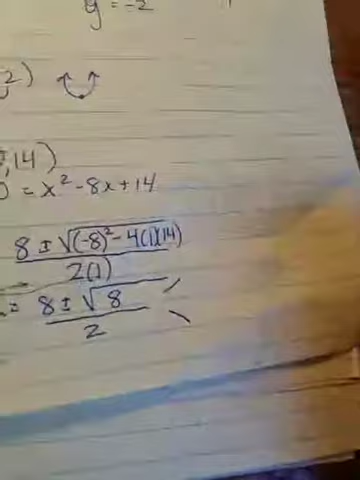 y = -2
2)
,14)
0 = x² - 8x + 14
8 ± √(-8)² - 4(1)(14)
2(1)
= 8 ± √8
2